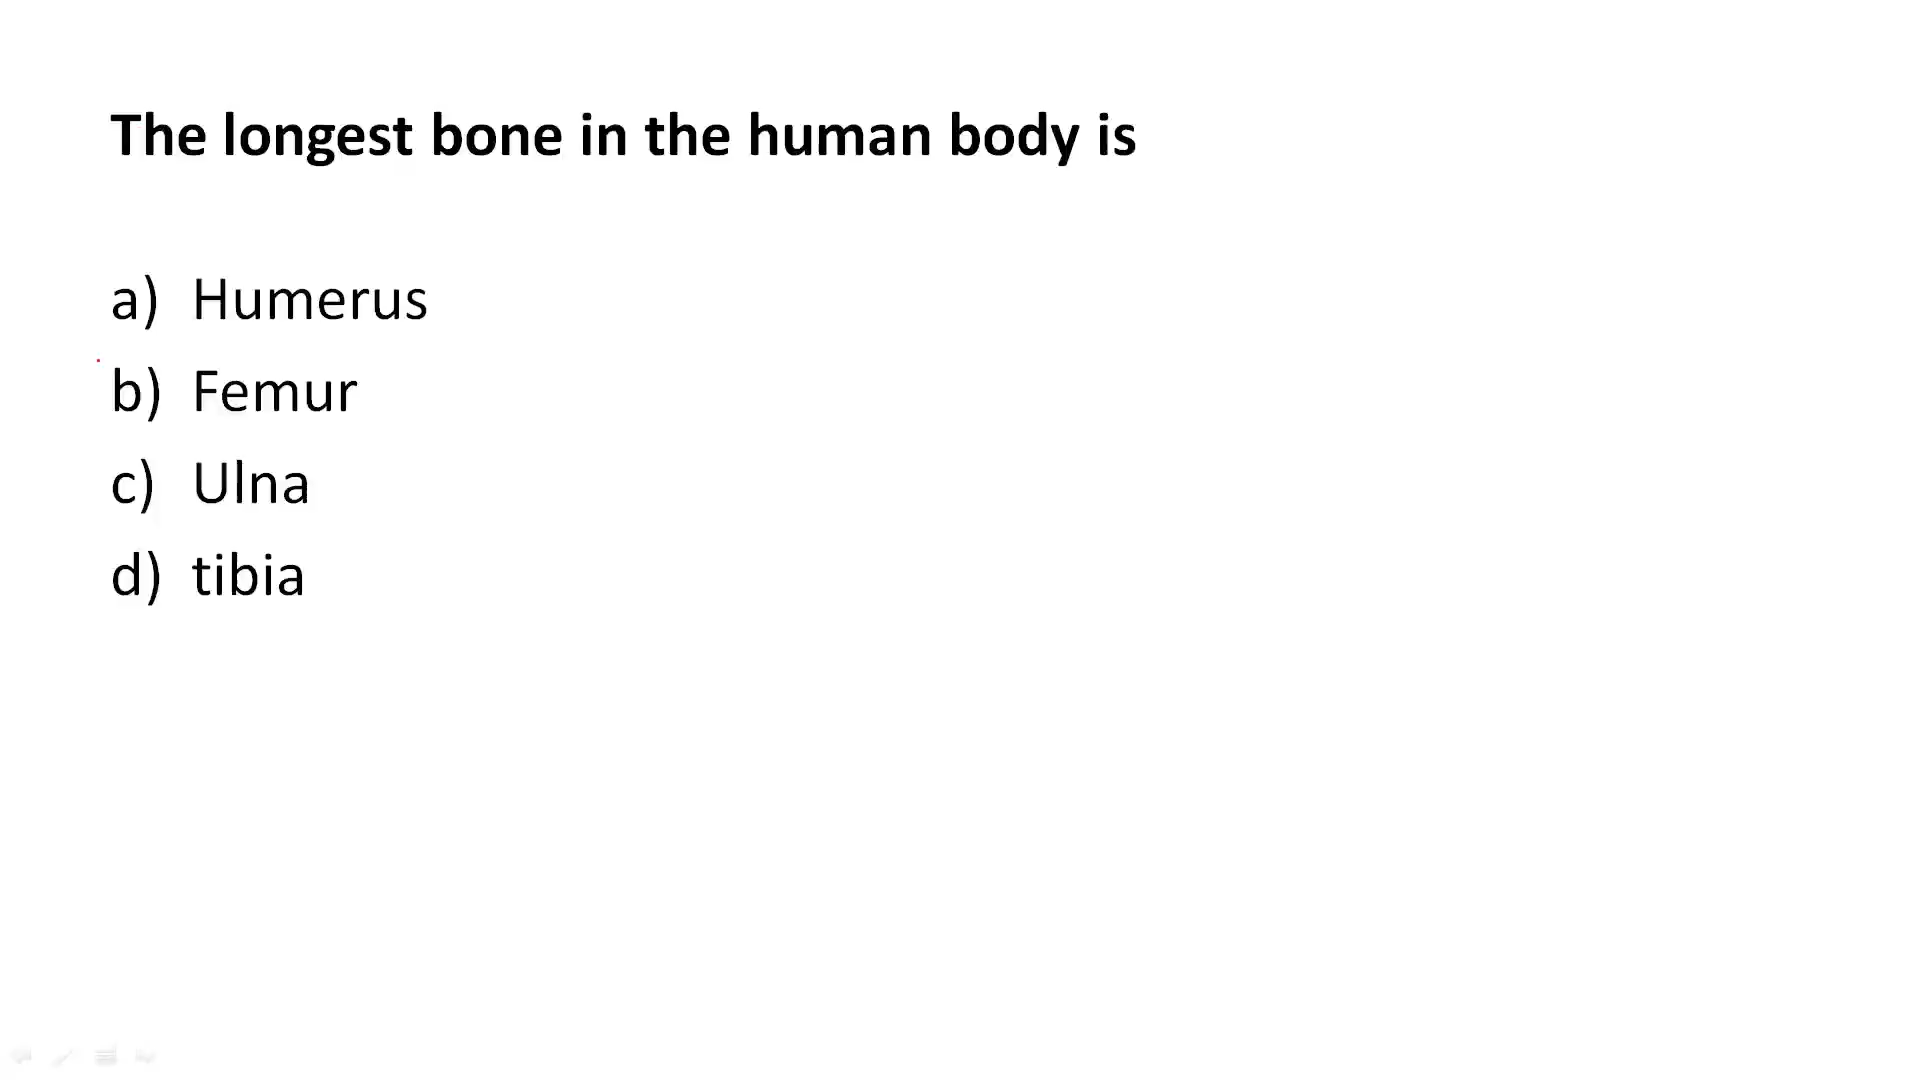 The longest bone in the human body is
a) Humerus
b) Femur
c) Ulna
d) tibia